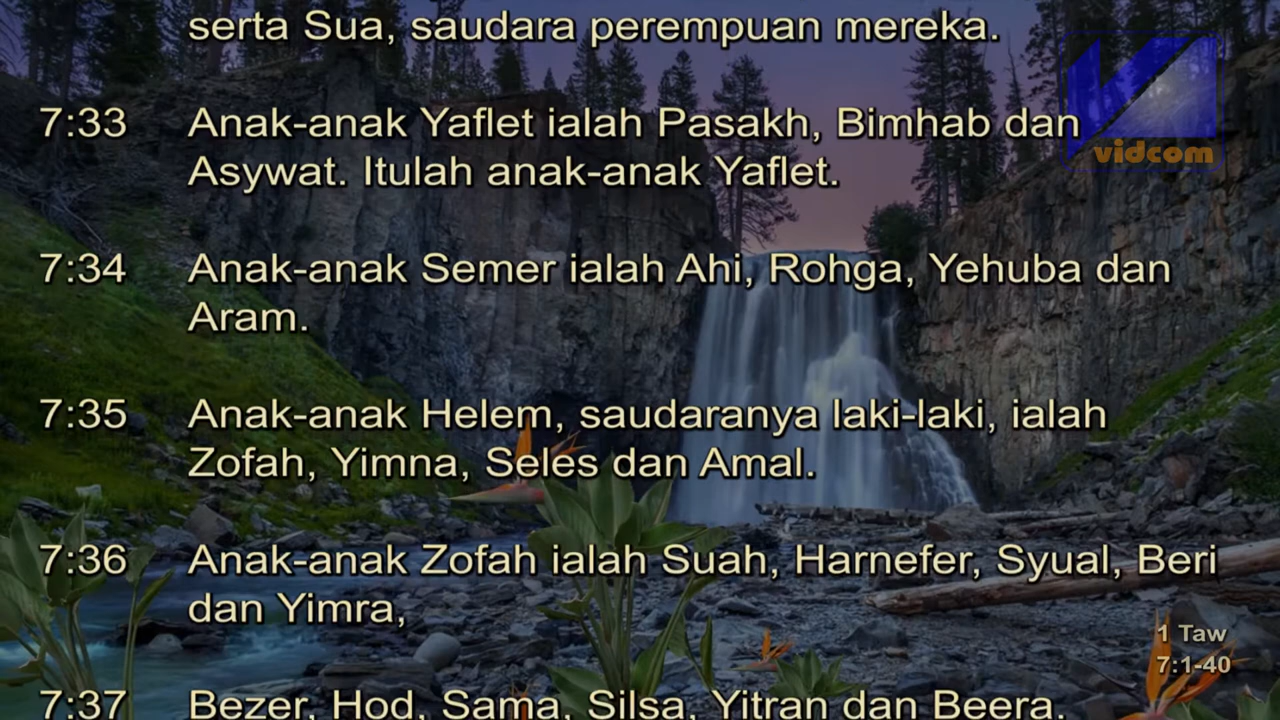 serta Sua, saudara perempuan mereka.
7:33 Anak-anak Yaflet ialah Pasakh, Bimhab dan
Asywat. Itulah anak-anak Yaflet.
vidcom
7:34 Anak-anak Semer ialah Ahi, Rohga, Yehuba dan
Aram.
7:35 Anak-anak Helem, saudaranya laki-laki, ialah
Zofah, Yimna, Seles dan Amal.
7:36 Anak-anak Zofah ialah Suah, Harnefer, Syual, Beri
dan Yimra,
1 Taw
7:1-40
7:37 Bezer, Hod, Sama, Silsa, Yitran dan Beera.